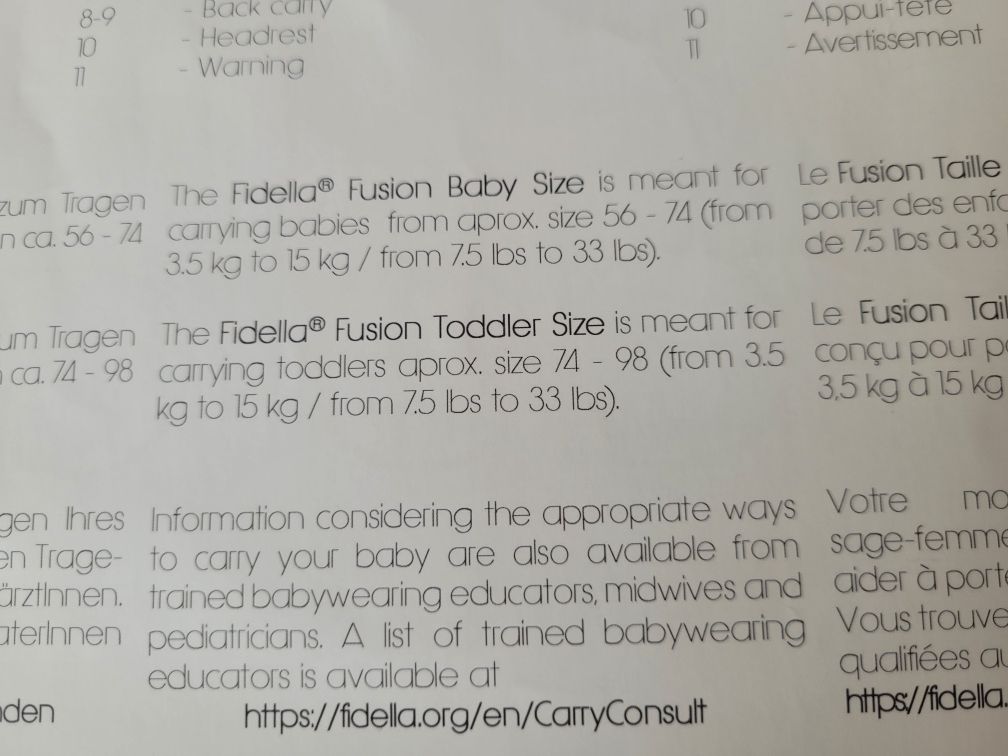 8-9 - Back carry
10 - Headrest
11 - Warning
10 - Appui-tête
11 - Avertissement
zum Tragen
n ca. 56 - 74
um Tragen
ca. 74 - 98
gen Ihres
en Trage-
ärztInnen.
aterInnen
den
The Fidella® Fusion Baby Size is meant for
carrying babies from aprox. size 56 - 74 (from
3.5 kg to 15 kg / from 7.5 lbs to 33 lbs).
The Fidella® Fusion Toddler Size is meant for
carrying toddlers aprox. size 74 - 98 (from 3.5
kg to 15 kg / from 7.5 lbs to 33 lbs).
Information considering the appropriate ways
to carry your baby are also available from
trained babywearing educators, midwives and
pediatricians. A list of trained babywearing
educators is available at
https://fidella.org/en/CarryConsult
Le Fusion Taille
porter des enfa
de 7.5 lbs à 33
Le Fusion Tail
conçu pour p
3,5 kg à 15 kg
Votre mo
sage-femme
aider à porte
Vous trouve
qualifiées au
https://fidella.